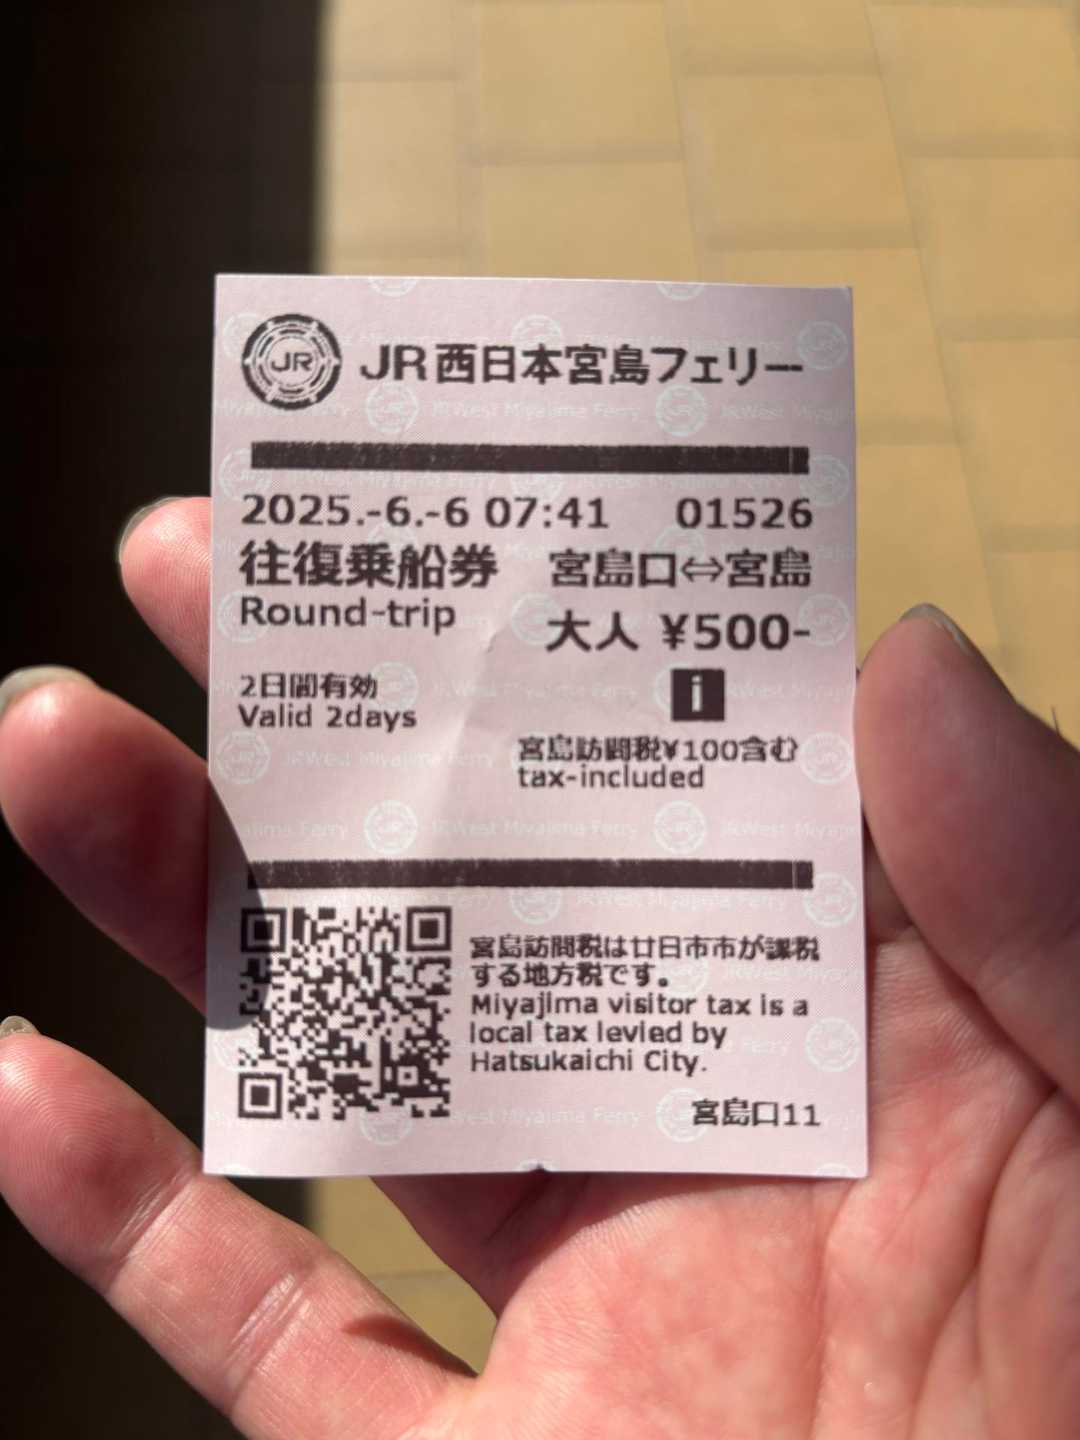 JR JR西日本宮島フェリー
2025.-6.-6 07:41 01526
往復乗船券 宮島口⇔宮島
Round-trip 大人 ¥500-
2日間有効
Valid 2days
i
宮島訪問税¥100含む
tax-included
宮島訪問税は廿日市市が課税
する地方税です。
Miyajima visitor tax is a
local tax levied by
Hatsukaichi City.
宮島口11
JRWest Miyajima Ferry